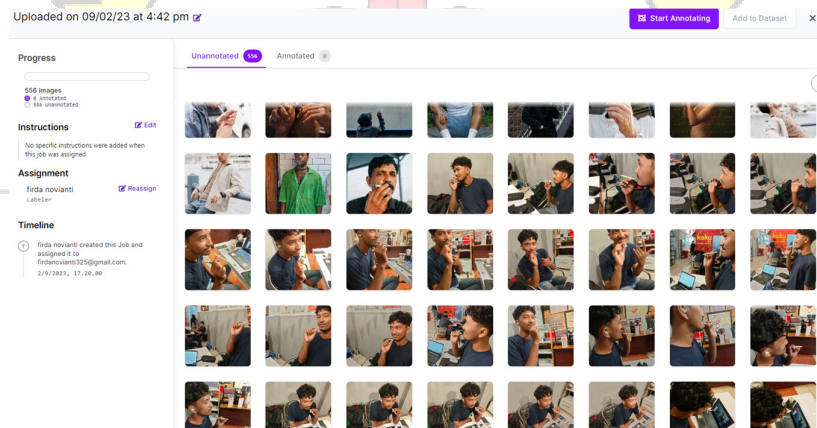 Uploaded on 09/02/23 at 4:42 pm
Start Annotating
Add to Dataset
Progress
556 images
0 Annotated
556 Unannotated
Instructions
Edit
No specific instructions were added when
this job was assigned
Assignment
firda novianti
Reassign
Labeler
Timeline
f
firda novianti created this Job and
assigned it to
firdanovianti325@gmail.com.
2/9/2023, 17.20.00
Unannotated 556
Annotated 0
koku
koku